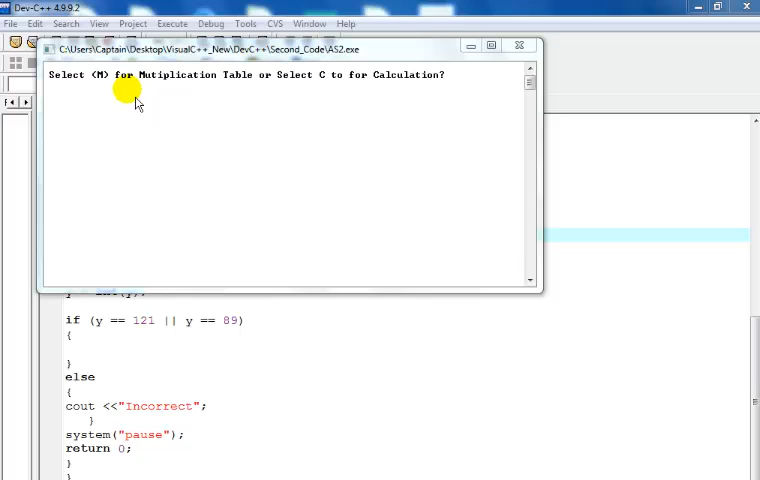 Dev-C++ 4.9.9.2
File Edit Search View Project Execute Debug Tools CVS Window Help
C:\Users\Captain\Desktop\VisualC++_New\DevC++\Second_Code\AS2.exe
Select (M) for Mutiplication Table or Select C to for Calculation?
if (y == 121 || y == 89)
{
}
else
{
cout <<"Incorrect";
}
system("pause");
return 0;
}
}